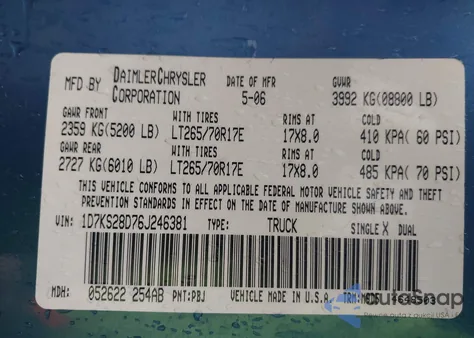 MFD BY DAIMLERCHRYSLER CORPORATION DATE OF MFR 5-06 GVWR 3992 KG(08800 LB)
GAWR FRONT WITH TIRES RIMS AT COLD
2359 KG(5200 LB) LT265/70R17E 17X8.0 410 KPA( 60 PSI)
GAWR REAR WITH TIRES RIMS AT COLD
2727 KG(6010 LB) LT265/70R17E 17X8.0 485 KPA( 70 PSI)
THIS VEHICLE CONFORMS TO ALL APPLICABLE FEDERAL MOTOR VEHICLE SAFETY AND THEFT
PREVENTION STANDARDS IN EFFECT ON THE DATE OF MANUFACTURE SHOWN ABOVE.
VIN: 1D7KS28D76J246381 TYPE: TRUCK SINGLE X DUAL
MDH: 052622 254AB PNT:PBJ VEHICLE MADE IN U.S.A. TRM:
AutoSnap